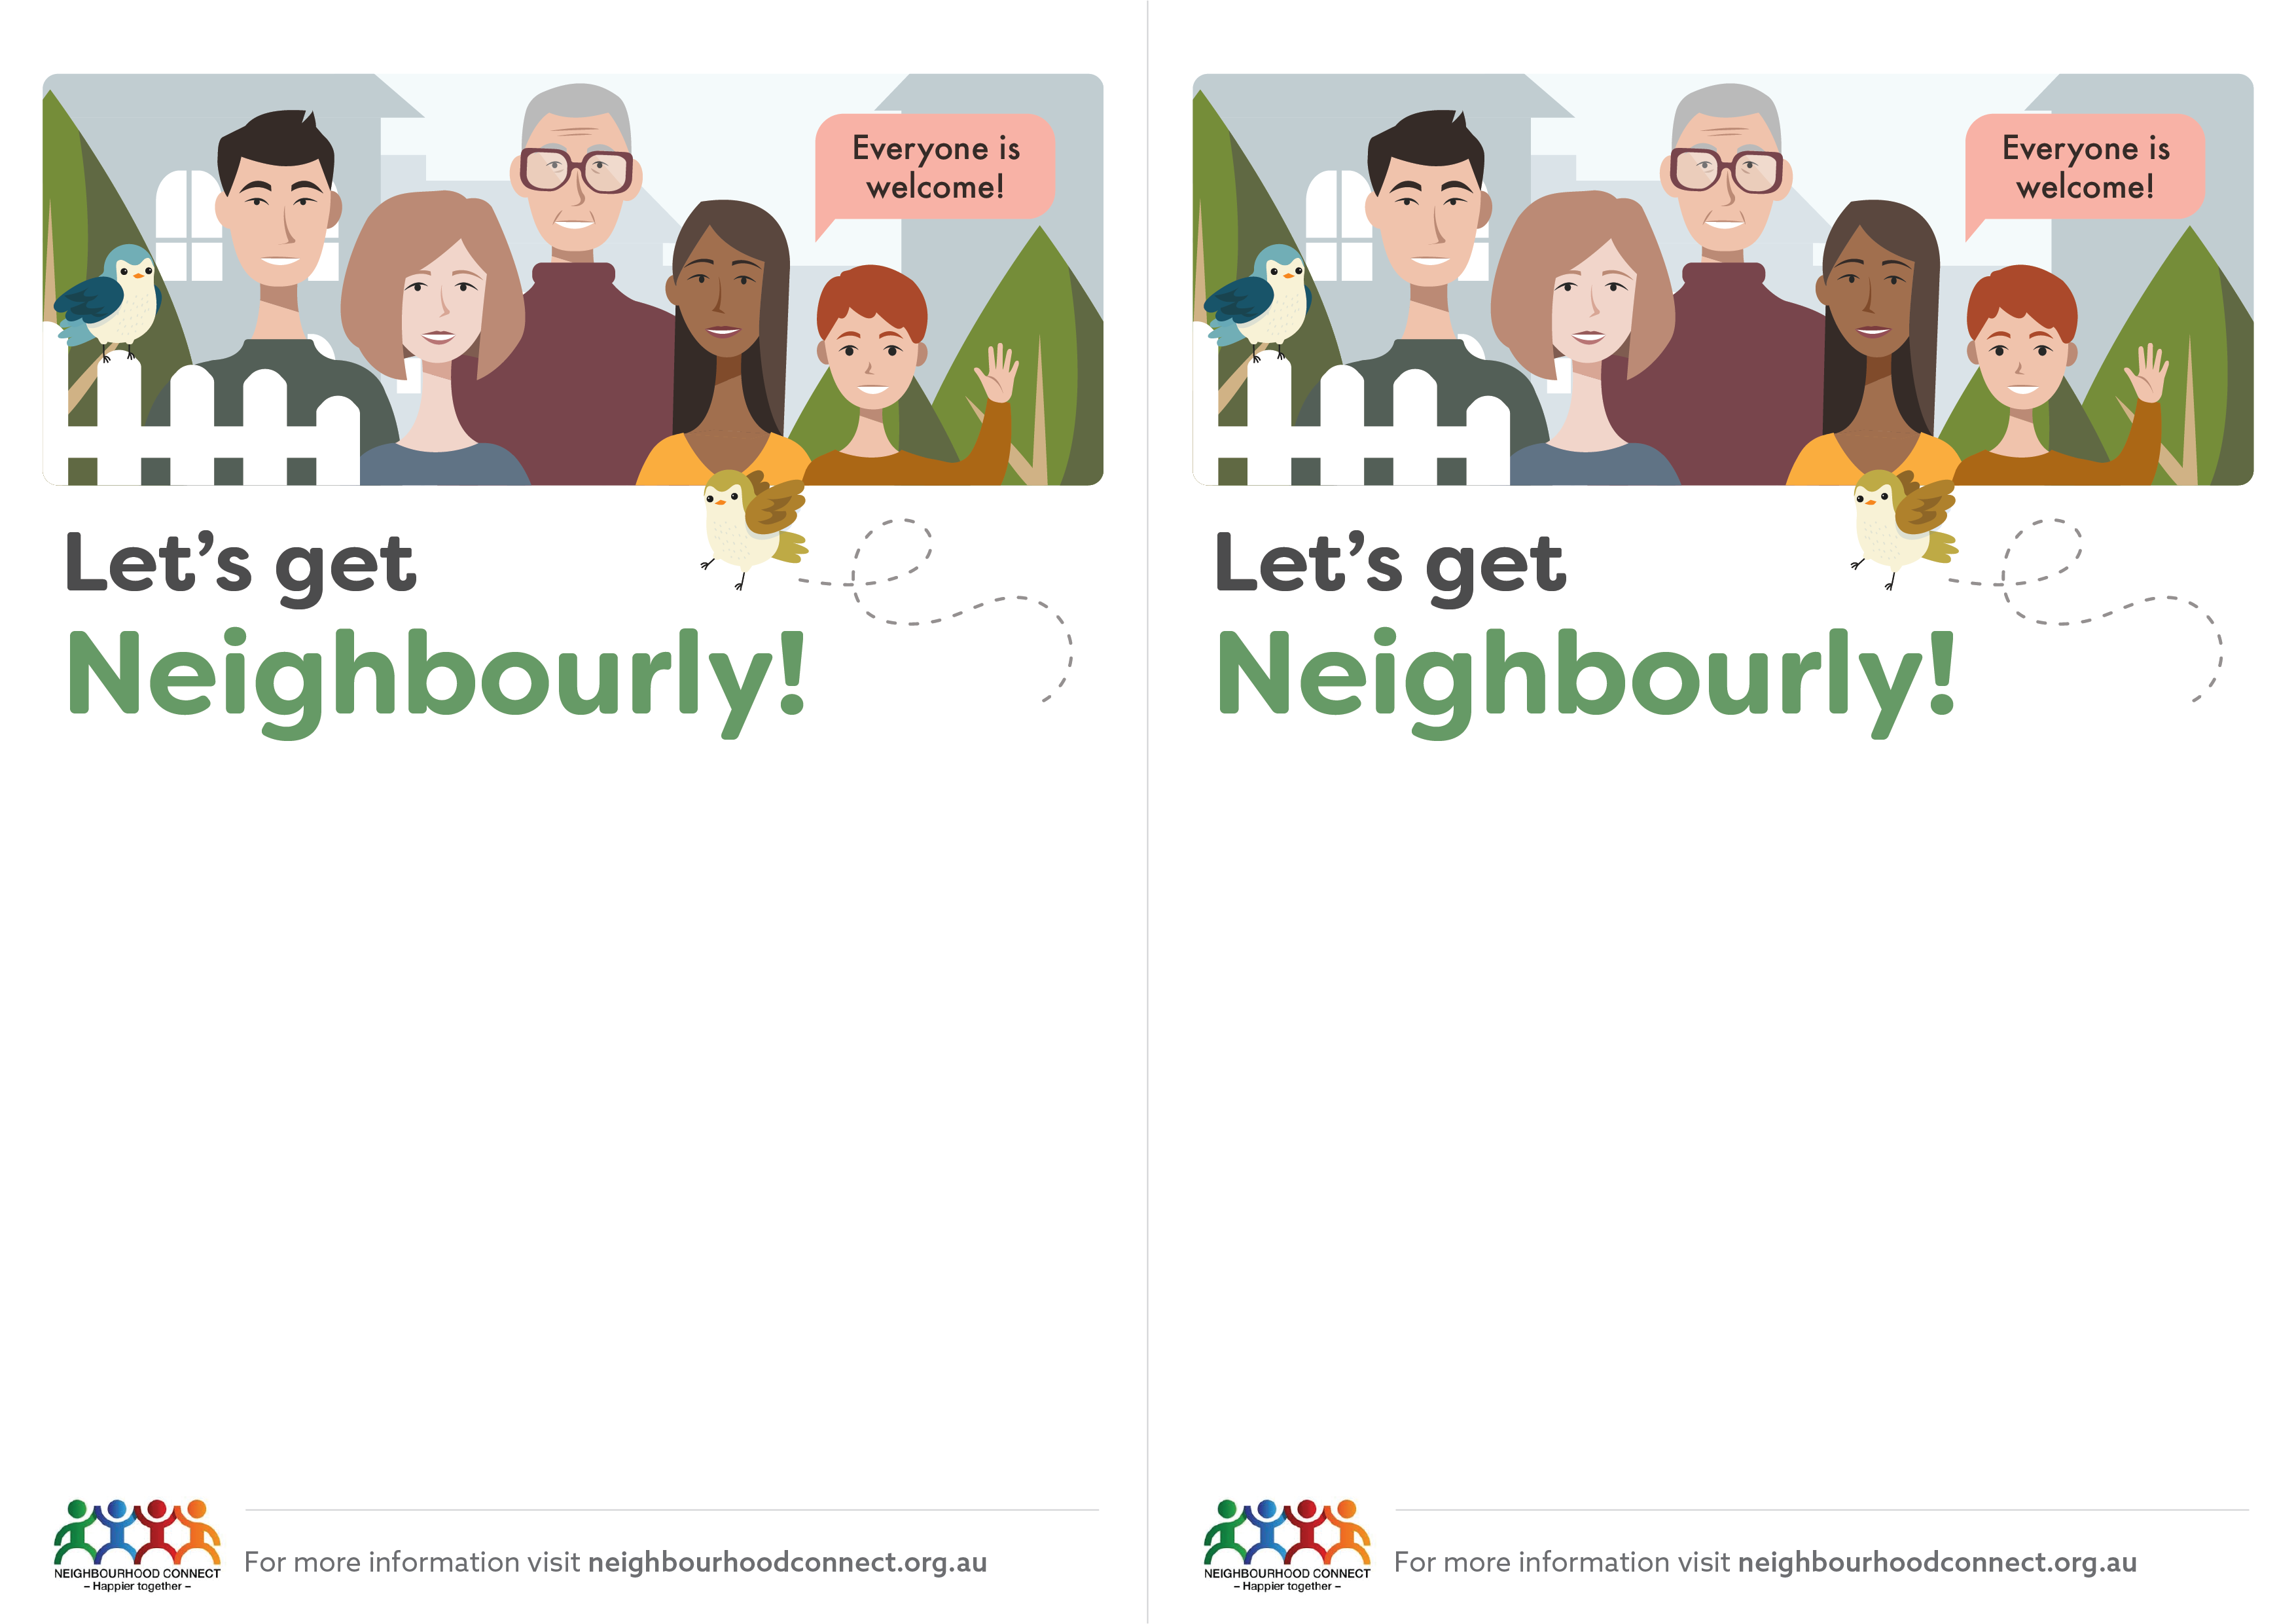 Everyone is
welcome!
Let's get
Neighbourly!
NEIGHBOURHOOD CONNECT
– Happier together –
For more information visit neighbourhoodconnect.org.au
Everyone is
welcome!
Let's get
Neighbourly!
NEIGHBOURHOOD CONNECT
– Happier together –
For more information visit neighbourhoodconnect.org.au